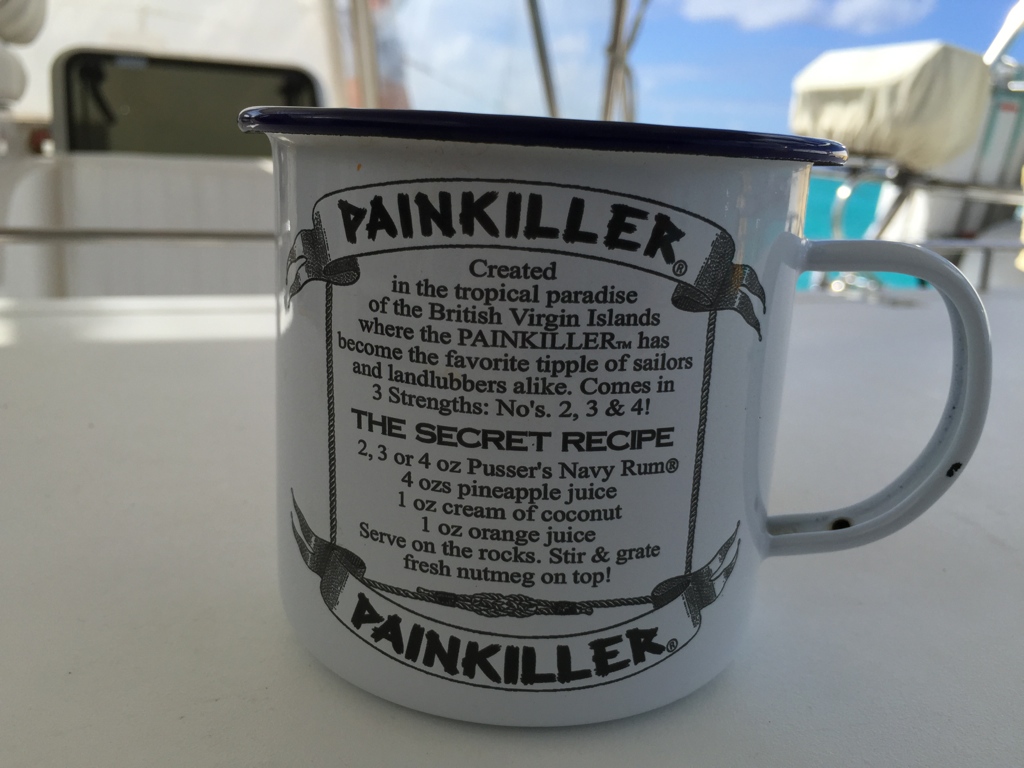 PAINKILLER®
Created
in the tropical paradise
of the British Virgin Islands
where the PAINKILLER™ has
become the favorite tipple of sailors
and landlubbers alike. Comes in
3 Strengths: No's. 2, 3 & 4!
THE SECRET RECIPE
2, 3 or 4 oz Pusser's Navy Rum®
4 ozs pineapple juice
1 oz cream of coconut
1 oz orange juice
Serve on the rocks. Stir & grate
fresh nutmeg on top!
PAINKILLER®